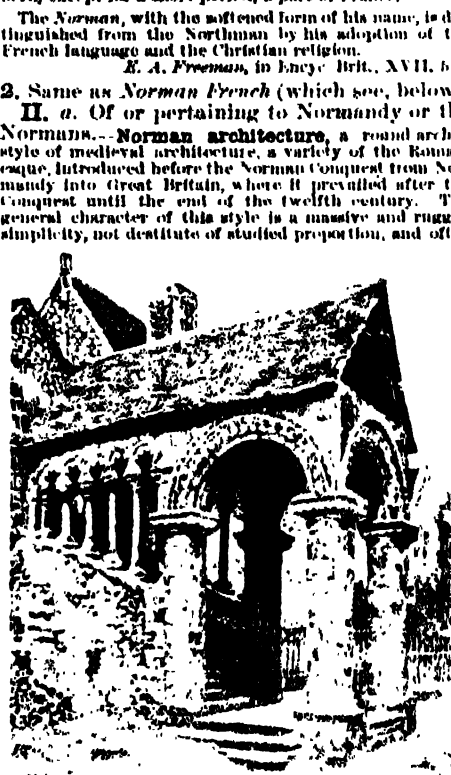 The Norman, with the softened form of his name, is d
tinguished from the Northman by his adoption of t
French language and the Christian religion.
E. A. Freeman, in Encyc Brit., XVII. 5
2. Same as Norman French (which see, below
II. a. Of or pertaining to Normandy or th
Normans.—Norman architecture, a round arch
style of medieval architecture, a variety of the Roma
esque, introduced before the Norman Conquest from No
mandy into Great Britain, where it prevailed after t
Conquest until the end of the twelfth century. T
general character of this style is a massive and rugg
simplicity, not destitute of studied proportion, and oft